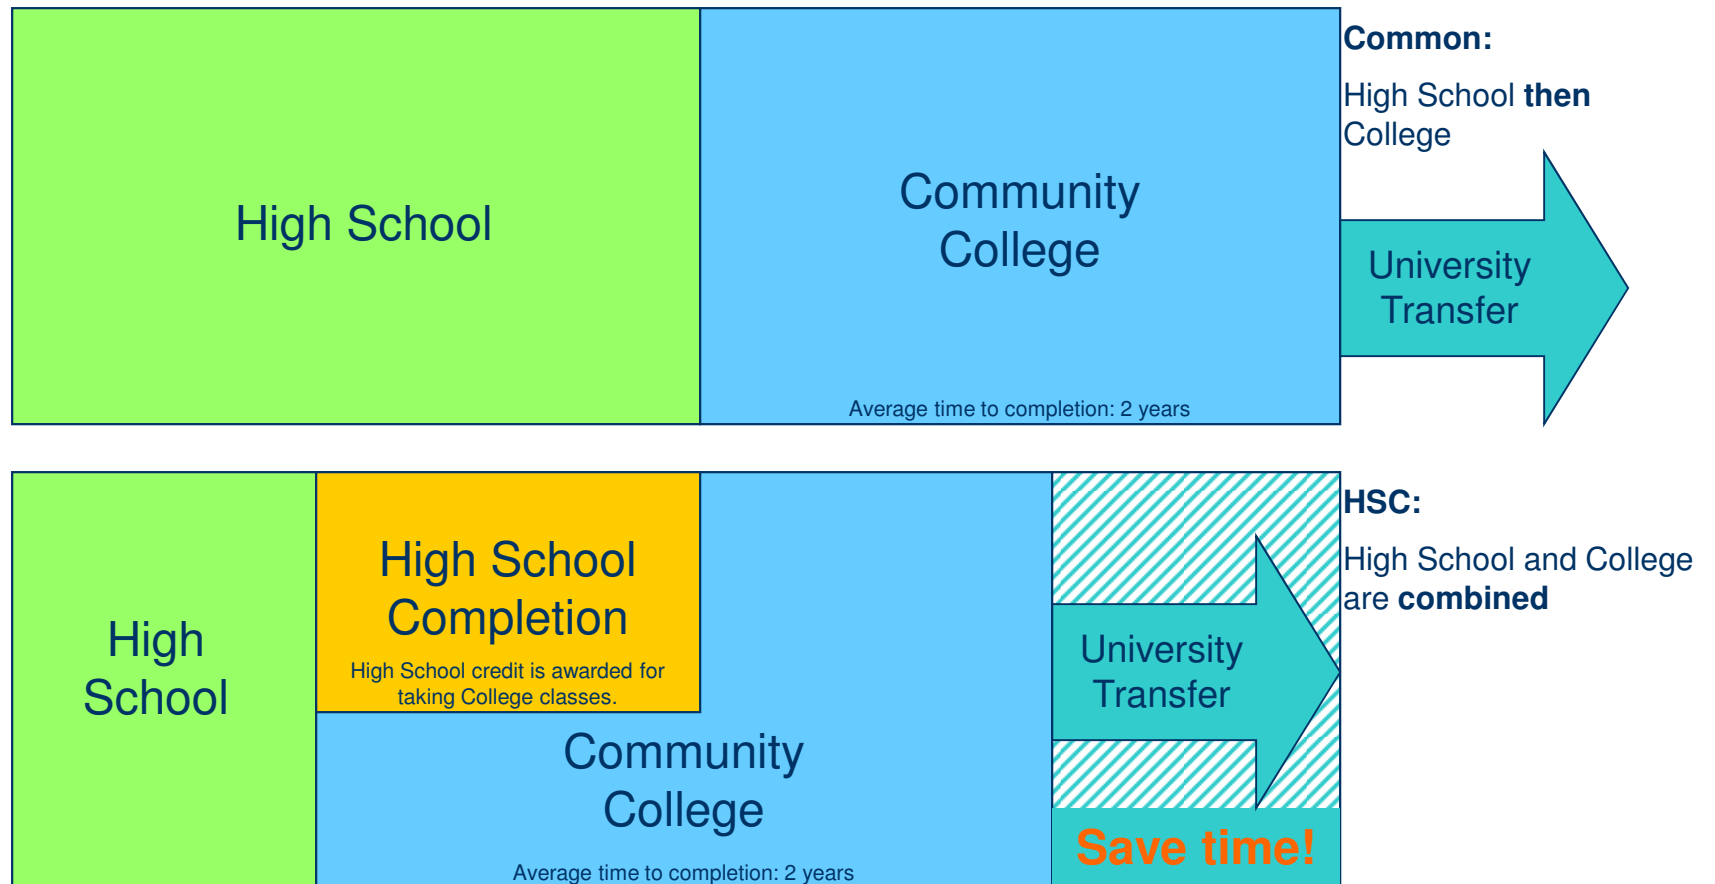 High School
Community
College
Average time to completion: 2 years
Common:
High School then
College
University
Transfer
High
School
High School
Completion
High School credit is awarded for
taking College classes.
Community
College
Average time to completion: 2 years
University
Transfer
Save time!
HSC:
High School and College
are combined